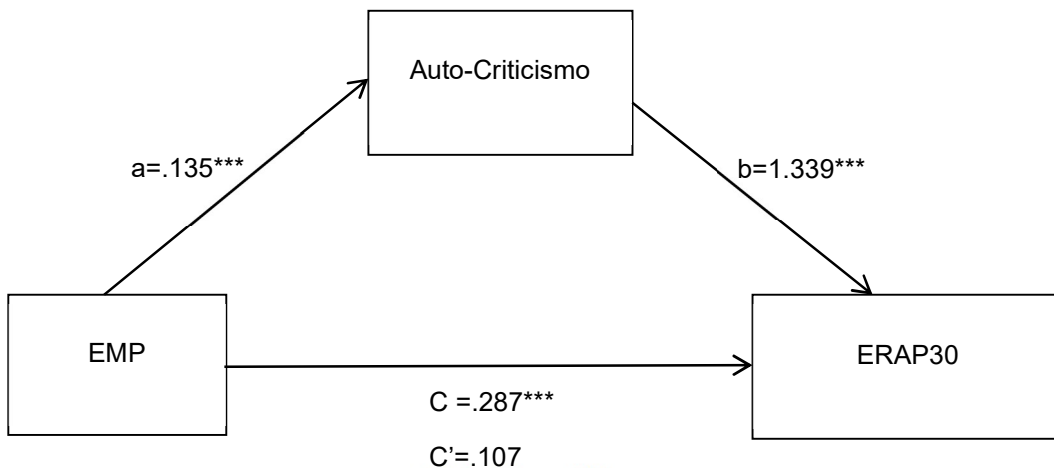 Auto-Criticismo
a=.135***
b=1.339***
EMP
ERAP30
C =.287***
C’=.107